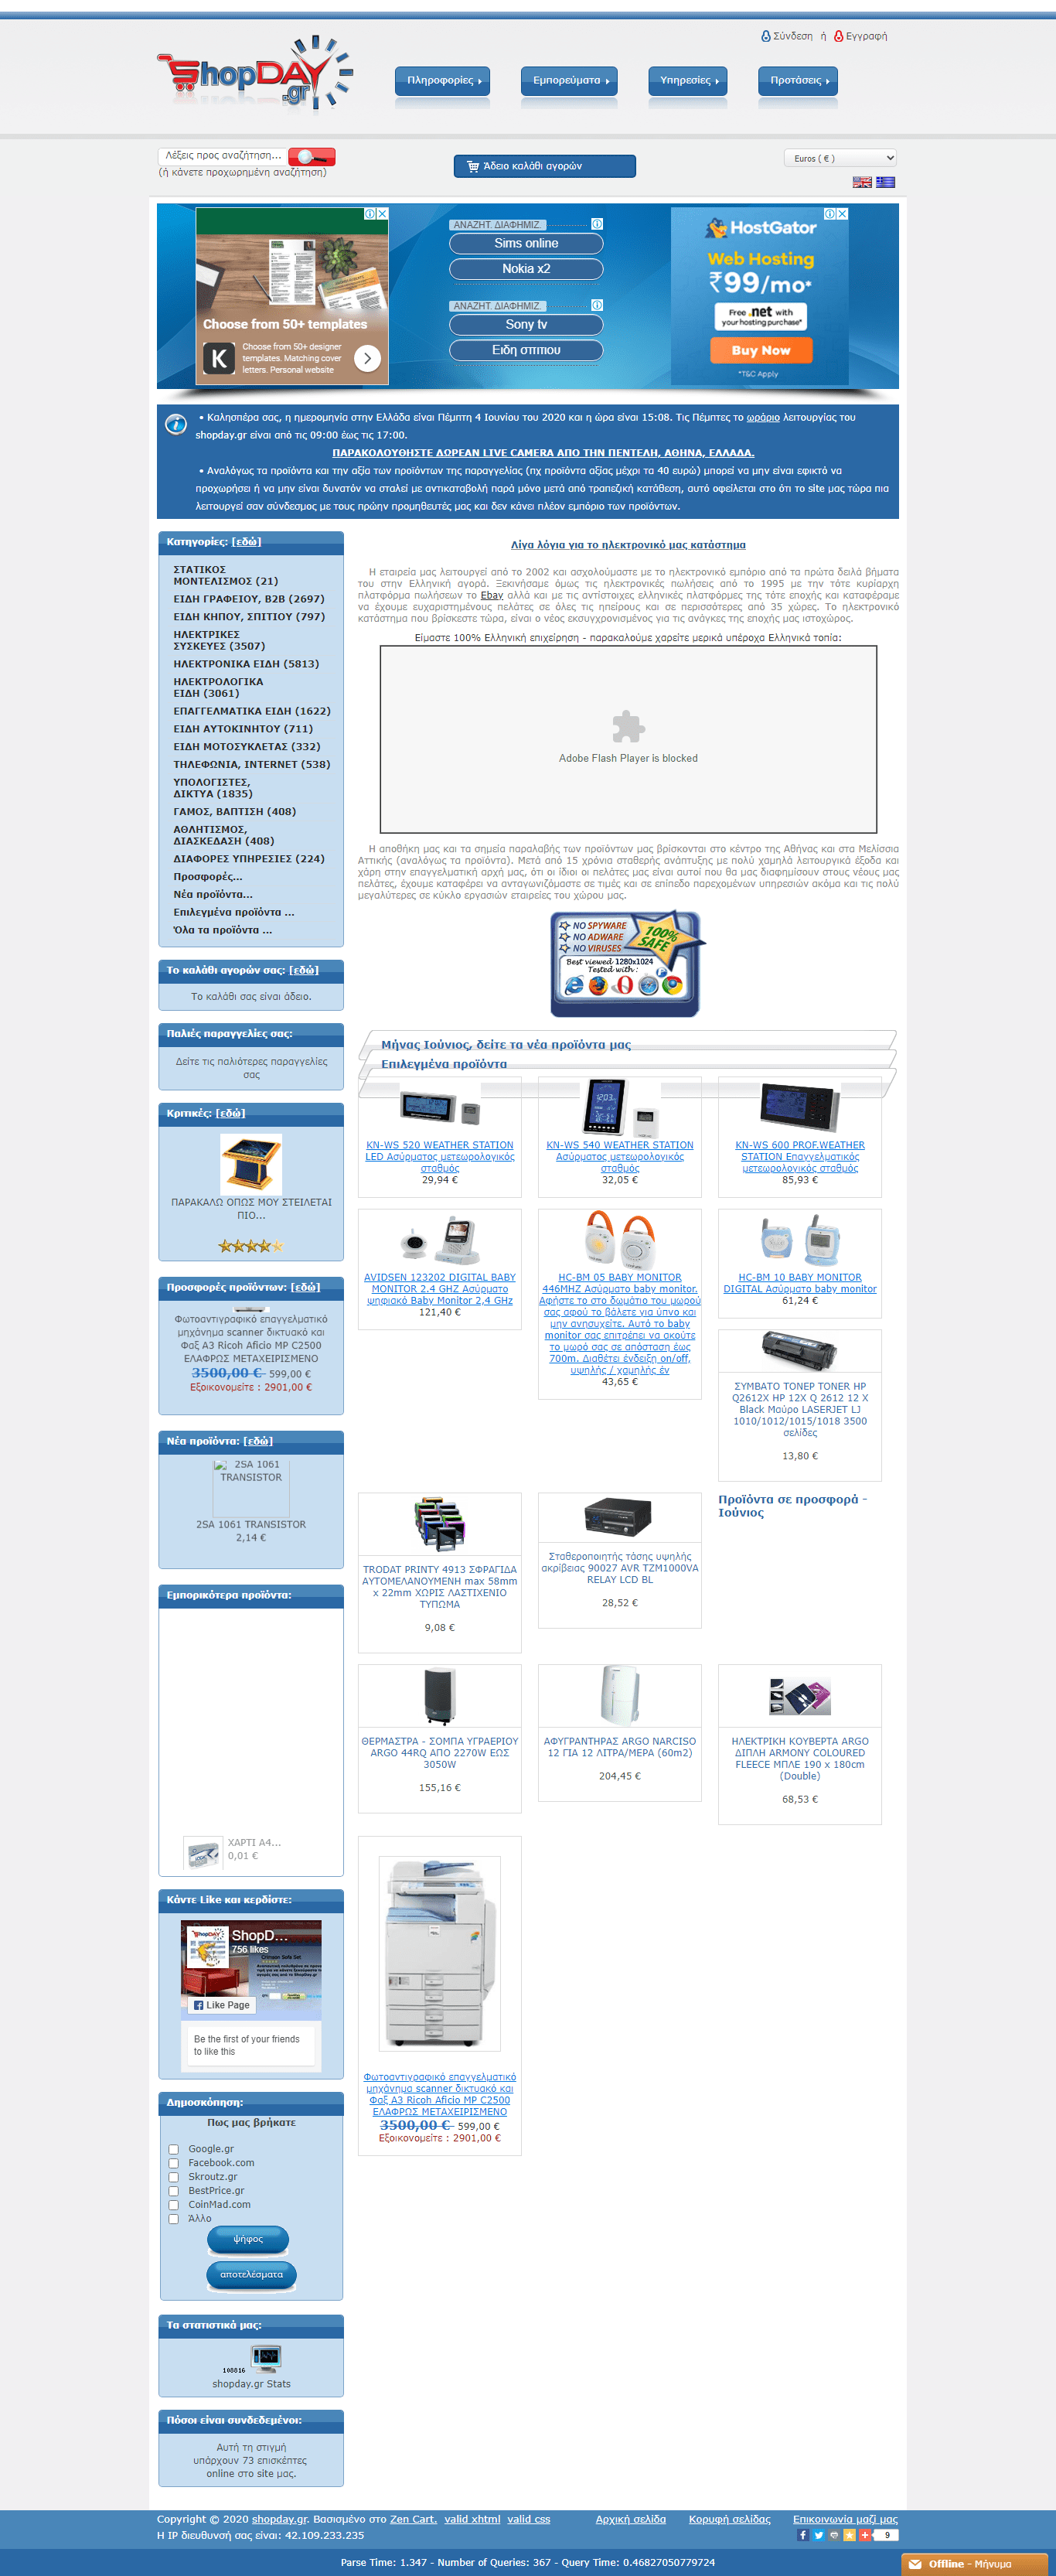 Σύνδεση ή Εγγραφή
ShopDAY.gr
Πληροφορίες
Εμπορεύματα
Υπηρεσίες
Προτάσεις
Λέξεις προς αναζήτηση...
(ή κάνετε προχωρημένη αναζήτηση)
Άδειο καλάθι αγορών
Euros ( € )
Choose from 50+ templates
K
Choose from 50+ designer
templates. Matching cover
letters. Personal website
ΑΝΑΖΗΤ. ΔΙΑΦΗΜΙΖ.
Sims online
Nokia x2
ΑΝΑΖΗΤ. ΔΙΑΦΗΜΙΖ.
Sony tv
Ειδη σπιτιου
HostGator
Web Hosting
₹99/mo*
Free .net with
your hosting purchase*
Buy Now
*T&C Apply
• Καλησπέρα σας, η ημερομηνία στην Ελλάδα είναι Πέμπτη 4 Ιουνίου του 2020 και η ώρα είναι 15:08. Τις Πέμπτες το ωράριο λειτουργίας του
shopday.gr είναι από τις 09:00 έως τις 17:00.
ΠΑΡΑΚΟΛΟΥΘΗΣΤΕ ΔΩΡΕΑΝ LIVE CAMERA ΑΠΟ ΤΗΝ ΠΕΝΤΕΛΗ, ΑΘΗΝΑ, ΕΛΛΑΔΑ.
• Αναλόγως τα προϊόντα και την αξία των προϊόντων της παραγγελίας (πχ προϊόντα αξίας μέχρι τα 40 ευρώ) μπορεί να μην είναι εφικτό να
προχωρήσει ή να μην είναι δυνατόν να σταλεί με αντικαταβολή παρά μόνο μετά από τραπεζική κατάθεση, αυτό οφείλεται στο ότι το site μας τώρα πια
λειτουργεί σαν σύνδεσμος με τους πρώην προμηθευτές μας και δεν κάνει πλέον εμπόριο των προϊόντων.
Κατηγορίες: [εδώ]
ΣΤΑΤΙΚΟΣ
ΜΟΝΤΕΛΙΣΜΟΣ (21)
ΕΙΔΗ ΓΡΑΦΕΙΟΥ, B2B (2697)
ΕΙΔΗ ΚΗΠΟΥ, ΣΠΙΤΙΟΥ (797)
ΗΛΕΚΤΡΙΚΕΣ
ΣΥΣΚΕΥΕΣ (3507)
ΗΛΕΚΤΡΟΝΙΚΑ ΕΙΔΗ (5813)
ΗΛΕΚΤΡΟΛΟΓΙΚΑ
ΕΙΔΗ (3061)
ΕΠΑΓΓΕΛΜΑΤΙΚΑ ΕΙΔΗ (1622)
ΕΙΔΗ ΑΥΤΟΚΙΝΗΤΟΥ (711)
ΕΙΔΗ ΜΟΤΟΣΥΚΛΕΤΑΣ (332)
ΤΗΛΕΦΩΝΙΑ, INTERNET (538)
ΥΠΟΛΟΓΙΣΤΕΣ,
ΔΙΚΤΥΑ (1835)
ΓΑΜΟΣ, ΒΑΠΤΙΣΗ (408)
ΑΘΛΗΤΙΣΜΟΣ,
ΔΙΑΣΚΕΔΑΣΗ (408)
ΔΙΑΦΟΡΕΣ ΥΠΗΡΕΣΙΕΣ (224)
Προσφορές...
Νέα προϊόντα...
Επιλεγμένα προϊόντα ...
Όλα τα προϊόντα ...
Το καλάθι αγορών σας: [εδώ]
Το καλάθι σας είναι άδειο.
Παλιές παραγγελίες σας:
Δείτε τις παλιότερες παραγγελίες
σας
Κριτικές: [εδώ]
ΠΑΡΑΚΑΛΩ ΟΠΩΣ ΜΟΥ ΣΤΕΙΛΕΤΑΙ
ΠΙΟ...
Προσφορές προϊόντων: [εδώ]
Φωτοαντιγραφικό επαγγελματικό
μηχάνημα scanner δικτυακό και
Φαξ A3 Ricoh Aficio MP C2500
ΕΛΑΦΡΩΣ ΜΕΤΑΧΕΙΡΙΣΜΕΝΟ
3500,00 € 599,00 €
Εξοικονομείτε : 2901,00 €
Νέα προϊόντα: [εδώ]
2SA 1061
TRANSISTOR
2SA 1061 TRANSISTOR
2,14 €
Εμπορικότερα προϊόντα:
ΧΑΡΤΙ Α4...
0,01 €
Κάντε Like και κερδίστε:
ShopD...
756 likes
Like Page
Be the first of your friends
to like this
Δημοσκόπηση:
Πως μας βρήκατε
Google.gr
Facebook.com
Skroutz.gr
BestPrice.gr
CoinMad.com
Άλλο
ψήφος
αποτελέσματα
Τα στατιστικά μας:
108816
shopday.gr Stats
Πόσοι είναι συνδεδεμένοι:
Αυτή τη στιγμή
υπάρχουν 73 επισκέπτες
online στο site μας.
Λίγα λόγια για το ηλεκτρονικό μας κατάστημα
Η εταιρεία μας λειτουργεί από το 2002 και ασχολούμαστε με το ηλεκτρονικό εμπόριο από τα πρώτα δειλά βήματα
του στην Ελληνική αγορά. Ξεκινήσαμε όμως τις ηλεκτρονικές πωλήσεις από το 1995 με την τότε κυρίαρχη
πλατφόρμα πωλήσεων το Ebay αλλά και με τις αντίστοιχες ελληνικές πλατφόρμες της τότε εποχής και καταφέραμε
να έχουμε ευχαριστημένους πελάτες σε όλες τις ηπείρους και σε περισσότερες από 35 χώρες. Το ηλεκτρονικό
κατάστημα που βρίσκεστε τώρα, είναι ο νέος εκσυγχρονισμένος για τις ανάγκες της εποχής μας ιστοχώρος.
Είμαστε 100% Ελληνική επιχείρηση - παρακαλούμε χαρείτε μερικά υπέροχα Ελληνικά τοπία:
Adobe Flash Player is blocked
Η αποθήκη μας και τα σημεία παραλαβής των προϊόντων μας βρίσκονται στο κέντρο της Αθήνας και στα Μελίσσια
Αττικής (αναλόγως τα προϊόντα). Μετά από 15 χρόνια σταθερής ανάπτυξης με πολύ χαμηλά λειτουργικά έξοδα και
χάρη στην επαγγελματική αρχή μας, ότι οι ίδιοι οι πελάτες μας είναι αυτοί που θα μας διαφημίσουν στους νέους μας
πελάτες, έχουμε καταφέρει να ανταγωνιζόμαστε σε τιμές και σε επίπεδο παρεχομένων υπηρεσιών ακόμα και τις πολύ
μεγαλύτερες σε κύκλο εργασιών εταιρείες του χώρου μας.
NO SPYWARE
NO ADWARE
NO VIRUSES
100% SAFE
Best viewed 1280x1024
Tested with :
Μήνας Ιούνιος, δείτε τα νέα προϊόντα μας
Επιλεγμένα προϊόντα
KN-WS 520 WEATHER STATION
LED Ασύρματος μετεωρολογικός
σταθμός
29,94 €
KN-WS 540 WEATHER STATION
Ασύρματος μετεωρολογικός
σταθμός
32,05 €
KN-WS 600 PROF.WEATHER
STATION Επαγγελματικός
μετεωρολογικός σταθμός
85,93 €
AVIDSEN 123202 DIGITAL BABY
MONITOR 2.4 GHZ Ασύρματο
ψηφιακό Baby Monitor 2,4 GHz
121,40 €
HC-BM 05 BABY MONITOR
446MHZ Ασύρματο baby monitor.
Αφήστε το στο δωμάτιο του μωρού
σας αφού το βάλετε για ύπνο και
μην ανησυχείτε. Αυτό το baby
monitor σας επιτρέπει να ακούτε
το μωρό σας σε απόσταση έως
700m. Διαθέτει ένδειξη on/off,
υψηλής / χαμηλής έν
43,65 €
HC-BM 10 BABY MONITOR
DIGITAL Ασύρματο baby monitor
61,24 €
ΣΥΜΒΑΤΟ ΤΟΝΕΡ TONER HP
Q2612X HP 12X Q 2612 12 X
Black Μαύρο LASERJET LJ
1010/1012/1015/1018 3500
σελίδες
13,80 €
TRODAT PRINTY 4913 ΣΦΡΑΓΙΔΑ
ΑΥΤΟΜΕΛΑΝΟΥΜΕΝΗ max 58mm
x 22mm ΧΩΡΙΣ ΛΑΣΤΙΧΕΝΙΟ
ΤΥΠΩΜΑ
9,08 €
Σταθεροποιητής τάσης υψηλής
ακρίβειας 90027 AVR TZM1000VA
RELAY LCD BL
28,52 €
Προϊόντα σε προσφορά -
Ιούνιος
ΘΕΡΜΑΣΤΡΑ - ΣΟΜΠΑ ΥΓΡΑΕΡΙΟΥ
ARGO 44RQ ΑΠΟ 2270W ΕΩΣ
3050W
155,16 €
ΑΦΥΓΡΑΝΤΗΡΑΣ ARGO NARCISO
12 ΓΙΑ 12 ΛΙΤΡΑ/ΜΕΡΑ (60m2)
204,45 €
ΗΛΕΚΤΡΙΚΗ ΚΟΥΒΕΡΤΑ ARGO
ΔΙΠΛΗ ARMONY COLOURED
FLEECE ΜΠΛΕ 190 x 180cm
(Double)
68,53 €
Φωτοαντιγραφικό επαγγελματικό
μηχάνημα scanner δικτυακό και
Φαξ A3 Ricoh Aficio MP C2500
ΕΛΑΦΡΩΣ ΜΕΤΑΧΕΙΡΙΣΜΕΝΟ
3500,00 € 599,00 €
Εξοικονομείτε : 2901,00 €
Copyright © 2020 shopday.gr. Βασισμένο στο Zen Cart. valid xhtml valid css
Αρχική σελίδα Κορυφή σελίδας Επικοινωνία μαζί μας
Η IP διευθυνσή σας είναι: 42.109.233.235
9
Parse Time: 1.347 - Number of Queries: 367 - Query Time: 0.46827050779724
Offline - Μήνυμα